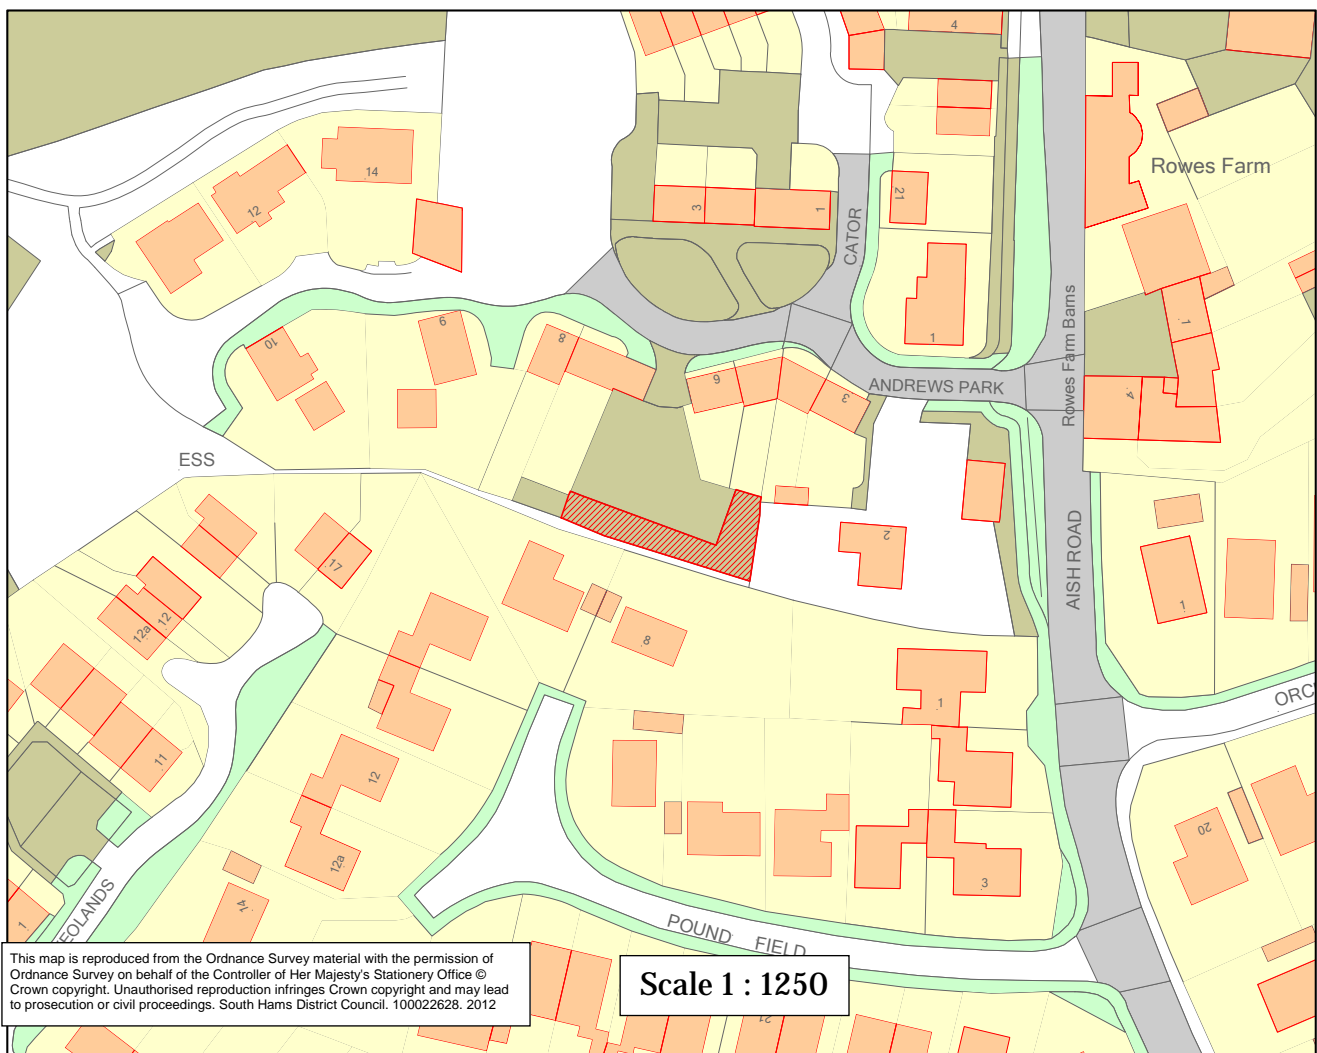 4
14
12
3
1
21
CATOR
Rowes Farm
1
10
9
8
6
3
ANDREWS PARK
Rowes Farm Barns
1
4
ESS
17
12a
12
2
AISH ROAD
1
8
1
ORC
11
12
12a
14
3
20
POUND FIELD
EOLANDS
1
21
This map is reproduced from the Ordnance Survey material with the permission of
Ordnance Survey on behalf of the Controller of Her Majesty's Stationery Office ©
Crown copyright. Unauthorised reproduction infringes Crown copyright and may lead
to prosecution or civil proceedings. South Hams District Council. 100022628. 2012
Scale 1 : 1250